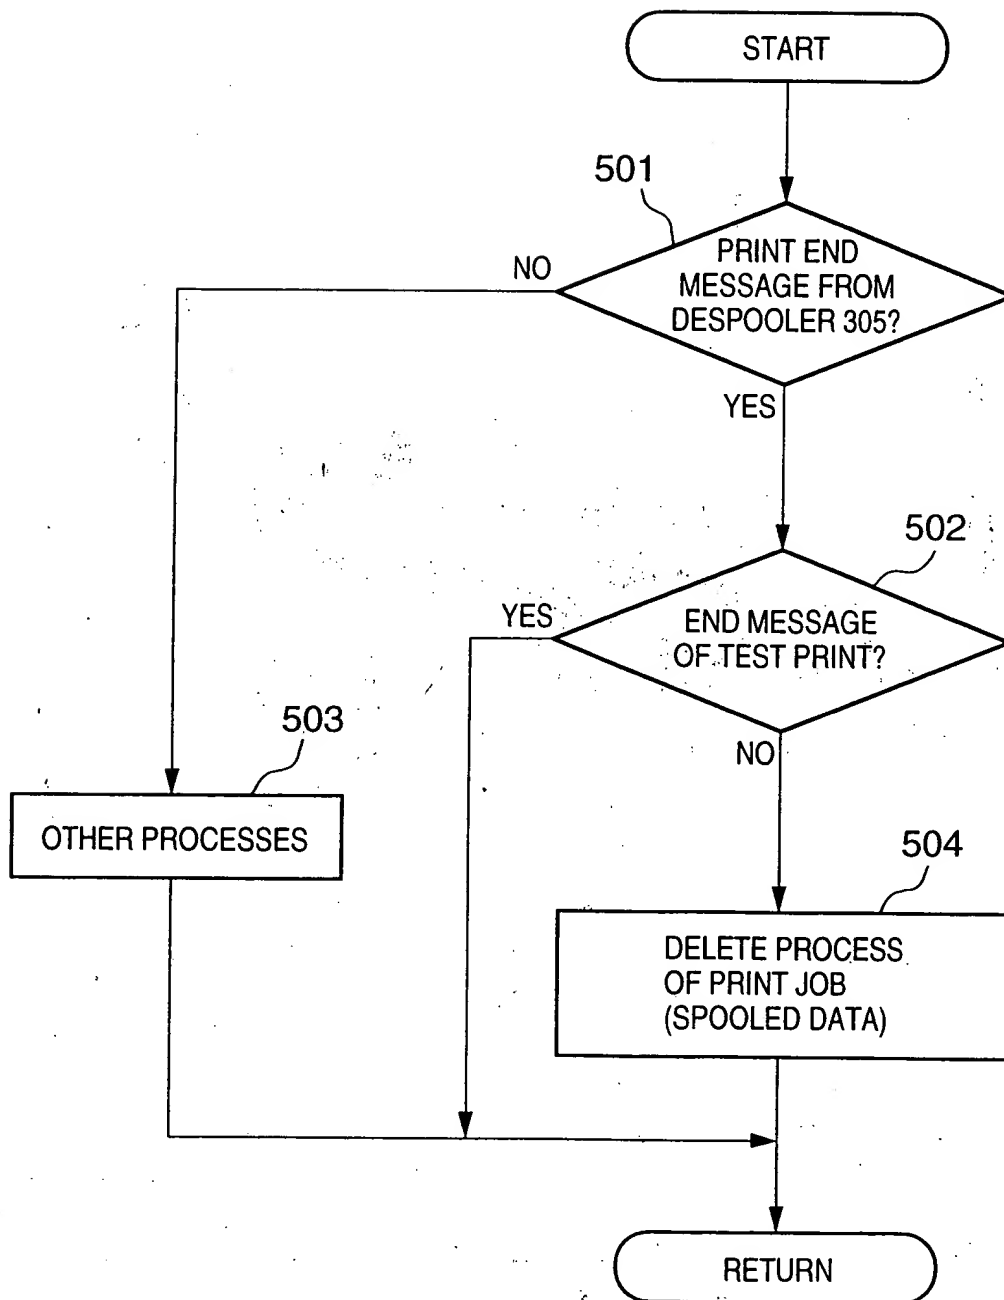 START
501
PRINT END
MESSAGE FROM
DESPOOLER 305?
NO
YES
502
END MESSAGE
OF TEST PRINT?
YES
NO
503
OTHER PROCESSES
504
DELETE PROCESS
OF PRINT JOB
(SPOOLED DATA)
RETURN